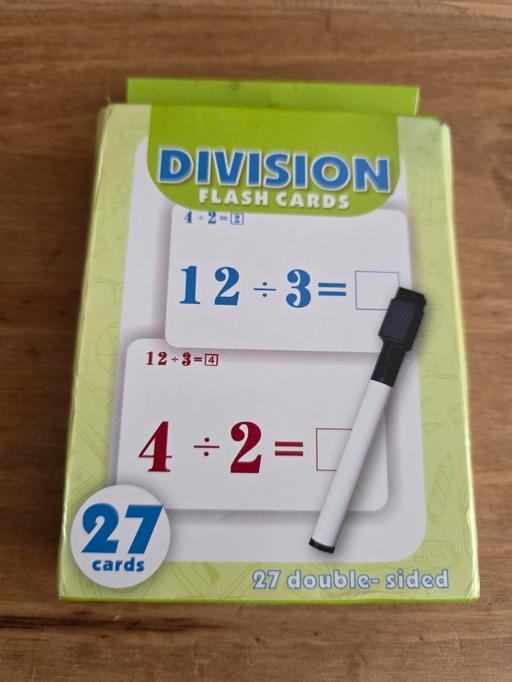 DIVISION
FLASH CARDS
4 ÷ 2 = 2
12 ÷ 3 =
12 ÷ 3 = 4
4 ÷ 2 =
27
cards
27 double- sided